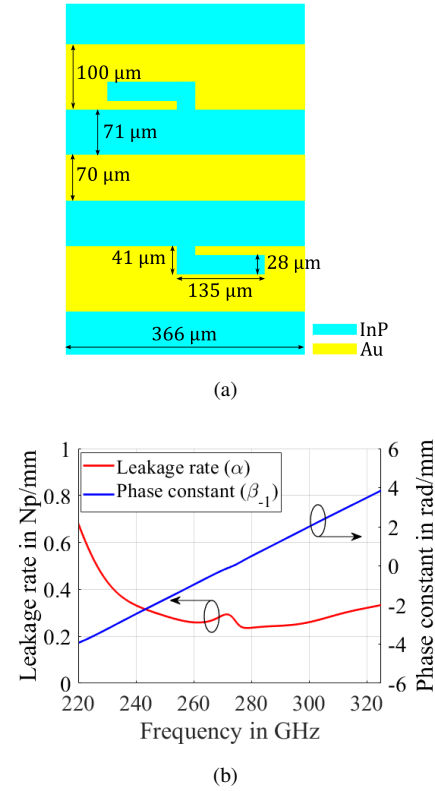 100 μm
71 μm
70 μm
41 μm
28 μm
135 μm
366 μm
InP
Au
(a)
Leakage rate in Np/mm
Phase constant in rad/mm
Leakage rate (α)
Phase constant (β-1)
1
0.8
0.6
0.4
0.2
0
6
4
2
0
-2
-4
-6
220 240 260 280 300 320
Frequency in GHz
(b)